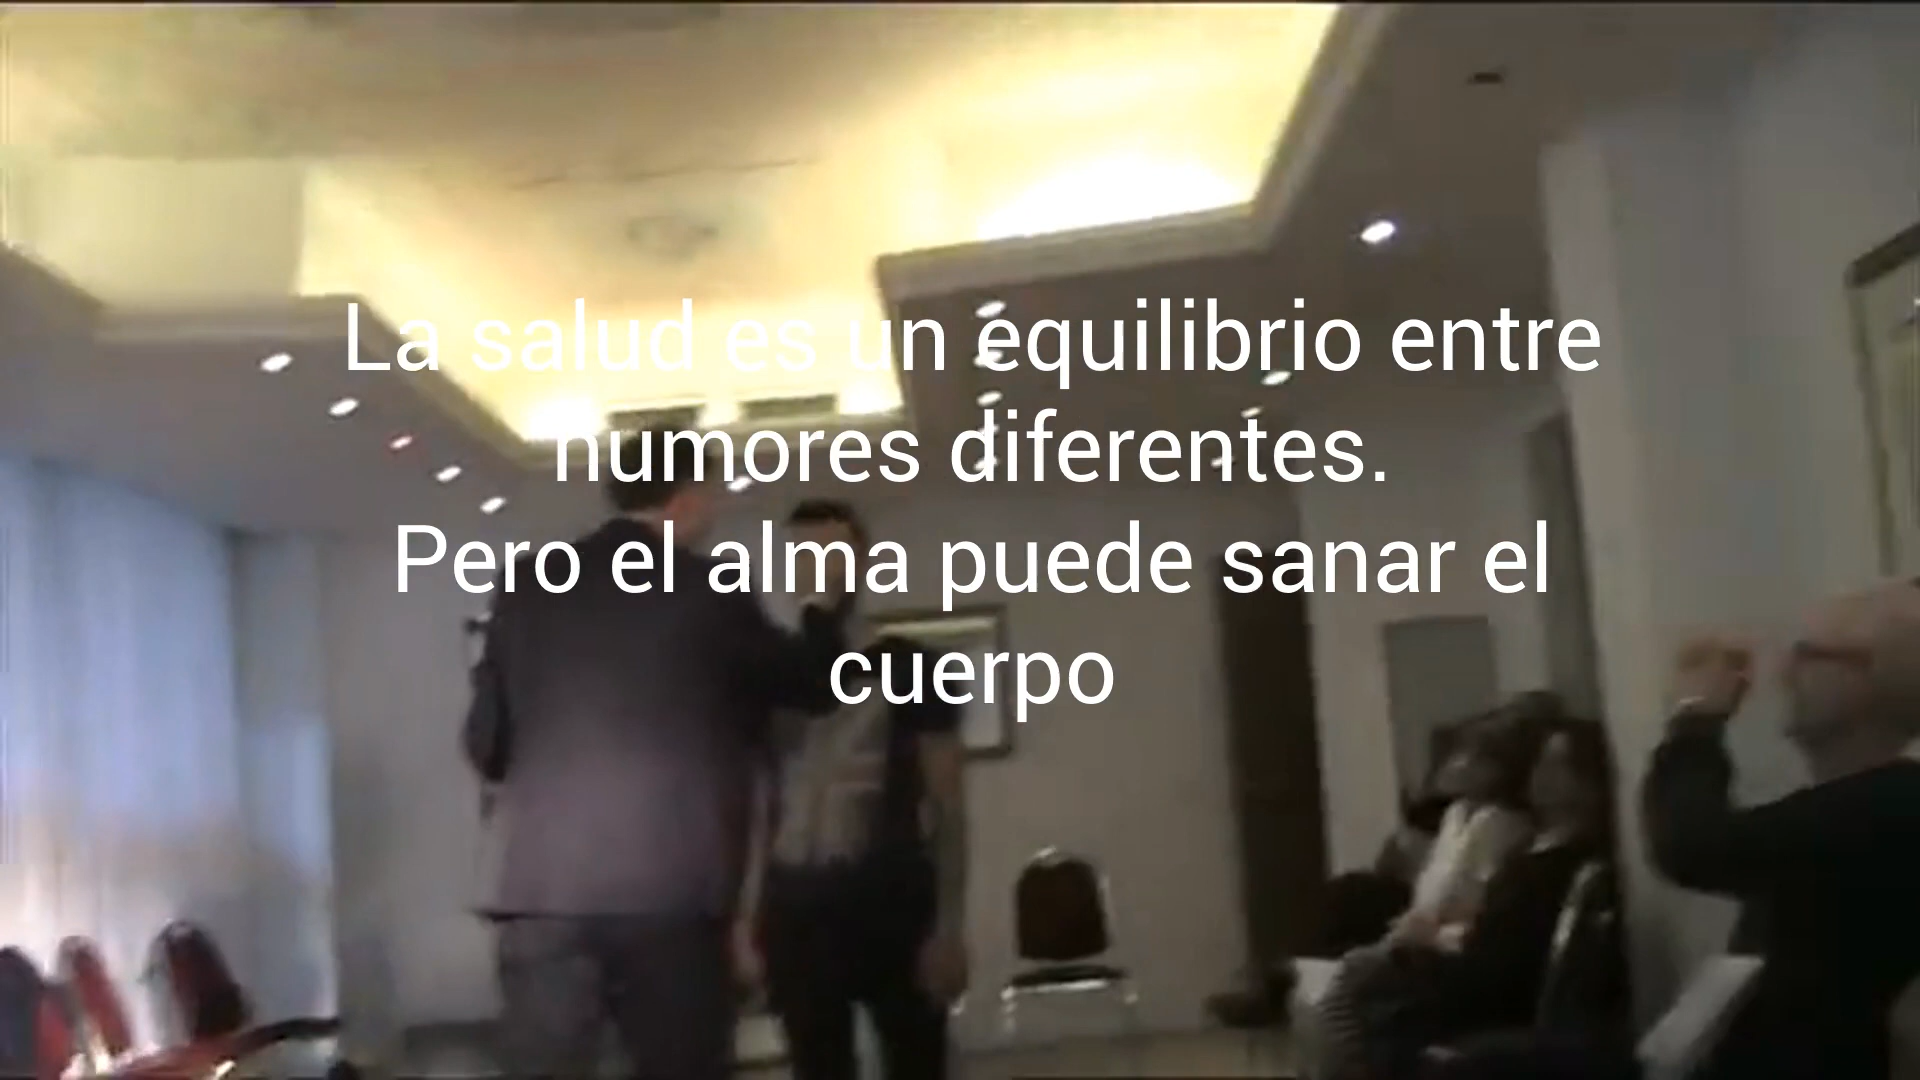 La salud es un equilibrio entre
humores diferentes.
Pero el alma puede sanar el
cuerpo